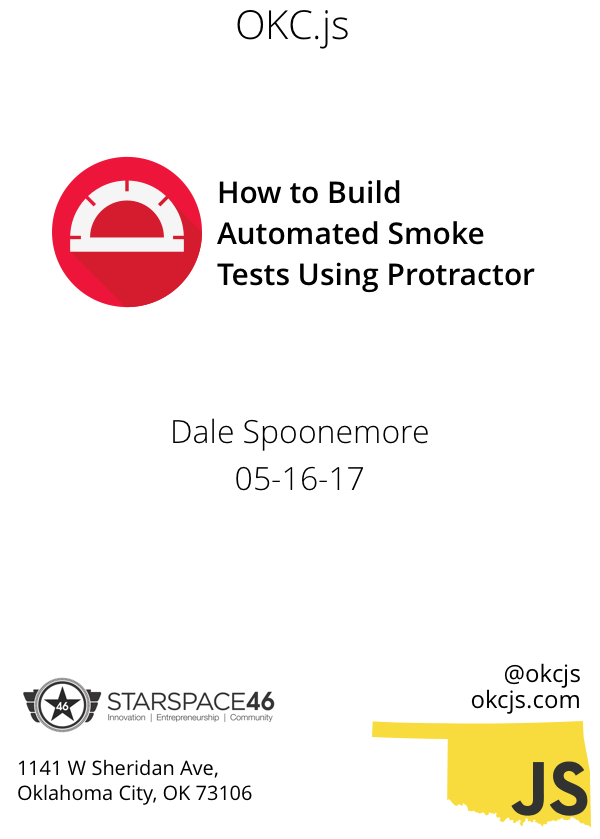 OKC.js
How to Build
Automated Smoke
Tests Using Protractor
Dale Spoonemore
05-16-17
46
STARSPACE46
Innovation | Entrepreneurship | Community
1141 W Sheridan Ave,
Oklahoma City, OK 73106
@okcjs
okcjs.com
JS